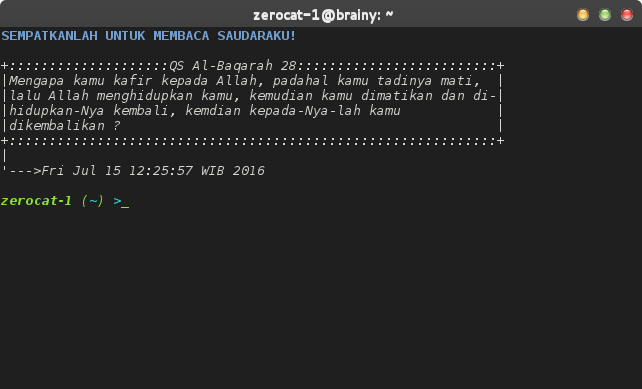 zerocat-1@brainy: ~
SEMPATKANLAH UNTUK MEMBACA SAUDARAKU!
+::::::::::::::::::::QS Al-Baqarah 28:::::::::::::::::::::::::+
|Mengapa kamu kafir kepada Allah, padahal kamu tadinya mati,  |
|lalu Allah menghidupkan kamu, kemudian kamu dimatikan dan di-|
|hidupkan-Nya kembali, kemdian kepada-Nya-lah kamu            |
|dikembalikan ?                                               |
+:::::::::::::::::::::::::::::::::::::::::::::::::::::::::::::+
|
'--->Fri Jul 15 12:25:57 WIB 2016
zerocat-1 (~) >_